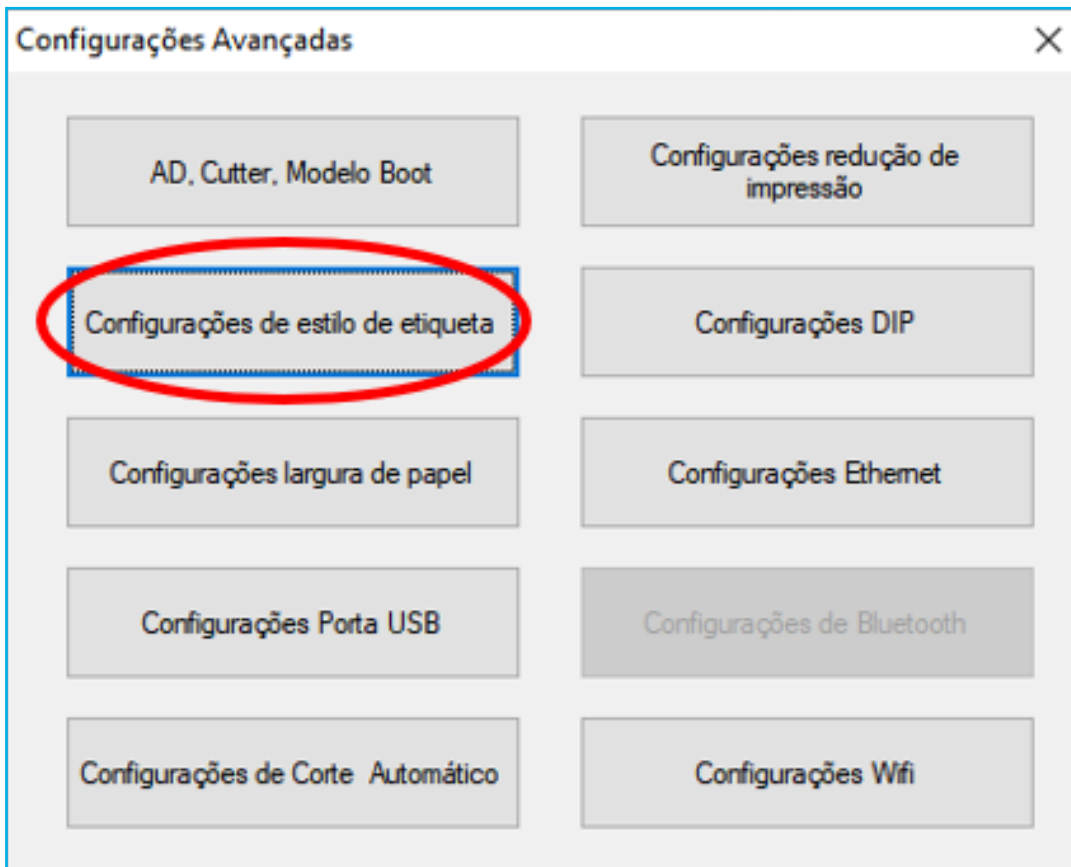 Configurações Avançadas
AD, Cutter, Modelo Boot
Configurações redução de
impressão
Configurações de estilo de etiqueta
Configurações DIP
Configurações largura de papel
Configurações Ethernet
Configurações Porta USB
Configurações de Bluetooth
Configurações de Corte Automático
Configurações Wifi